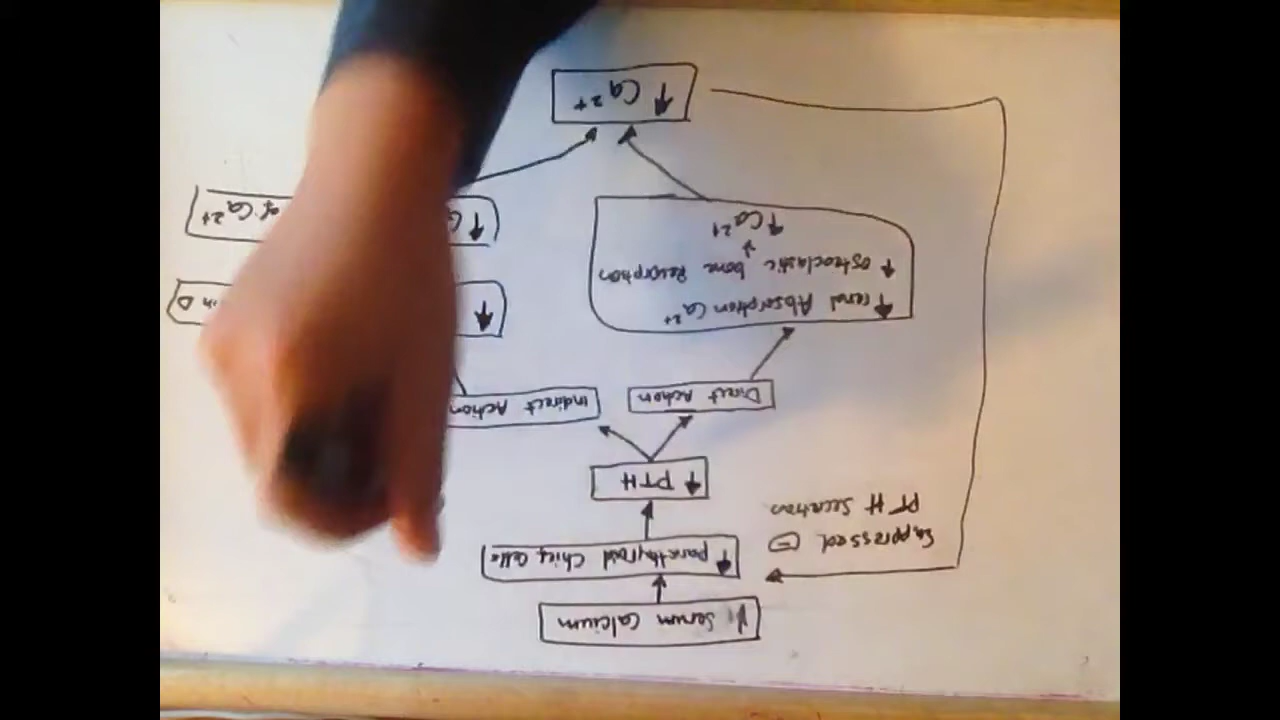 ↓ Serum Calcium
↑ parathyroid Chief Cells
Suppressed ⊖
PTH Secretion
↑ PTH
Direct Action
Indirect Action
↑ renal Absorption Ca²⁺
↑ osteoclastic bone Resorption
↓
↑ Ca²⁺
↑
in D
↑
of Ca²⁺
↑ Ca²⁺